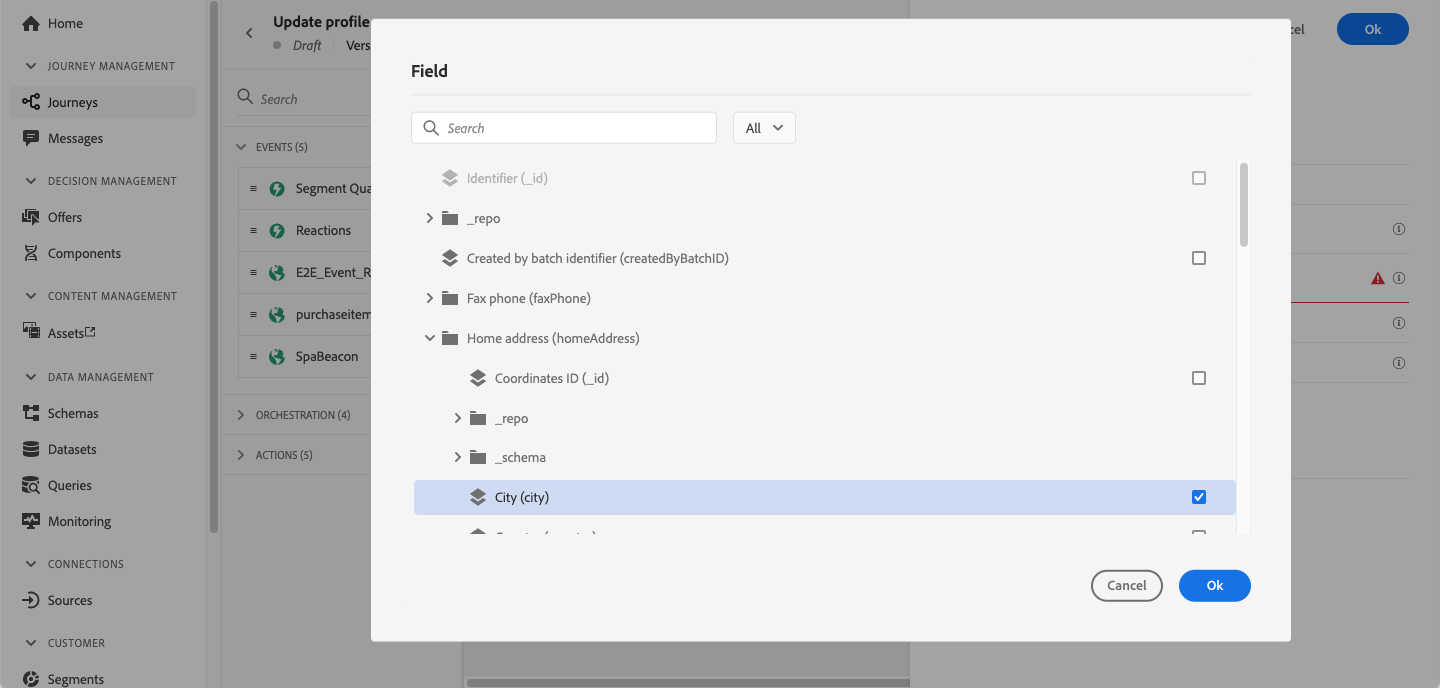 Home
JOURNEY MANAGEMENT
Journeys
Messages
DECISION MANAGEMENT
Offers
Components
CONTENT MANAGEMENT
Assets
DATA MANAGEMENT
Schemas
Datasets
Queries
Monitoring
CONNECTIONS
Sources
CUSTOMER
Segments
Update profile
Draft
Vers
Search
EVENTS (5)
Segment Qua
Reactions
E2E_Event_R
purchaseitem
SpaBeacon
ORCHESTRATION (4)
ACTIONS (5)
cel
Ok
Field
Search
All
Identifier (_id)
_repo
Created by batch identifier (createdByBatchID)
Fax phone (faxPhone)
Home address (homeAddress)
Coordinates ID (_id)
_repo
_schema
City (city)
Cancel
Ok